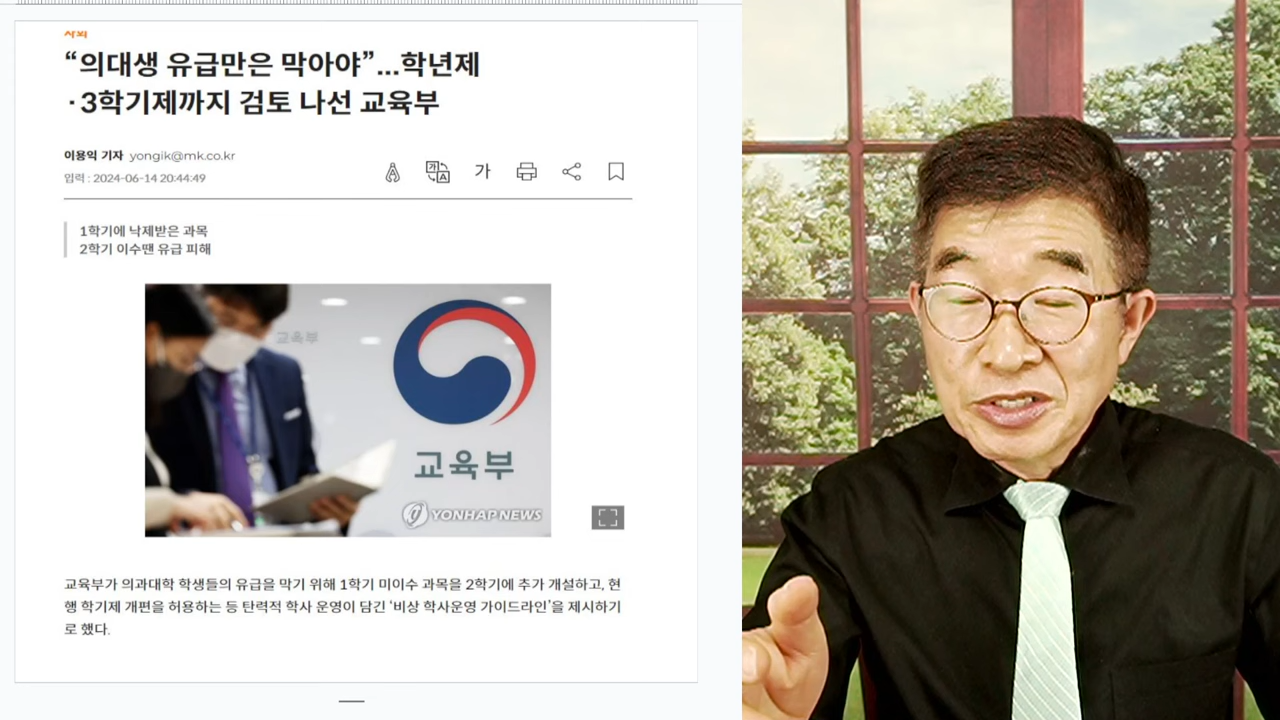 사회
“의대생 유급만은 막아야”...학년제
·3학기제까지 검토 나선 교육부
이용익 기자 yongik@mk.co.kr
입력 : 2024-06-14 20:44:49
가
1학기에 낙제받은 과목
2학기 이수땐 유급 피해
교육부
교육부
YONHAP NEWS
교육부가 의과대학 학생들의 유급을 막기 위해 1학기 미이수 과목을 2학기에 추가 개설하고, 현
행 학기제 개편을 허용하는 등 탄력적 학사 운영이 담긴 ‘비상 학사운영 가이드라인’을 제시하기
로 했다.